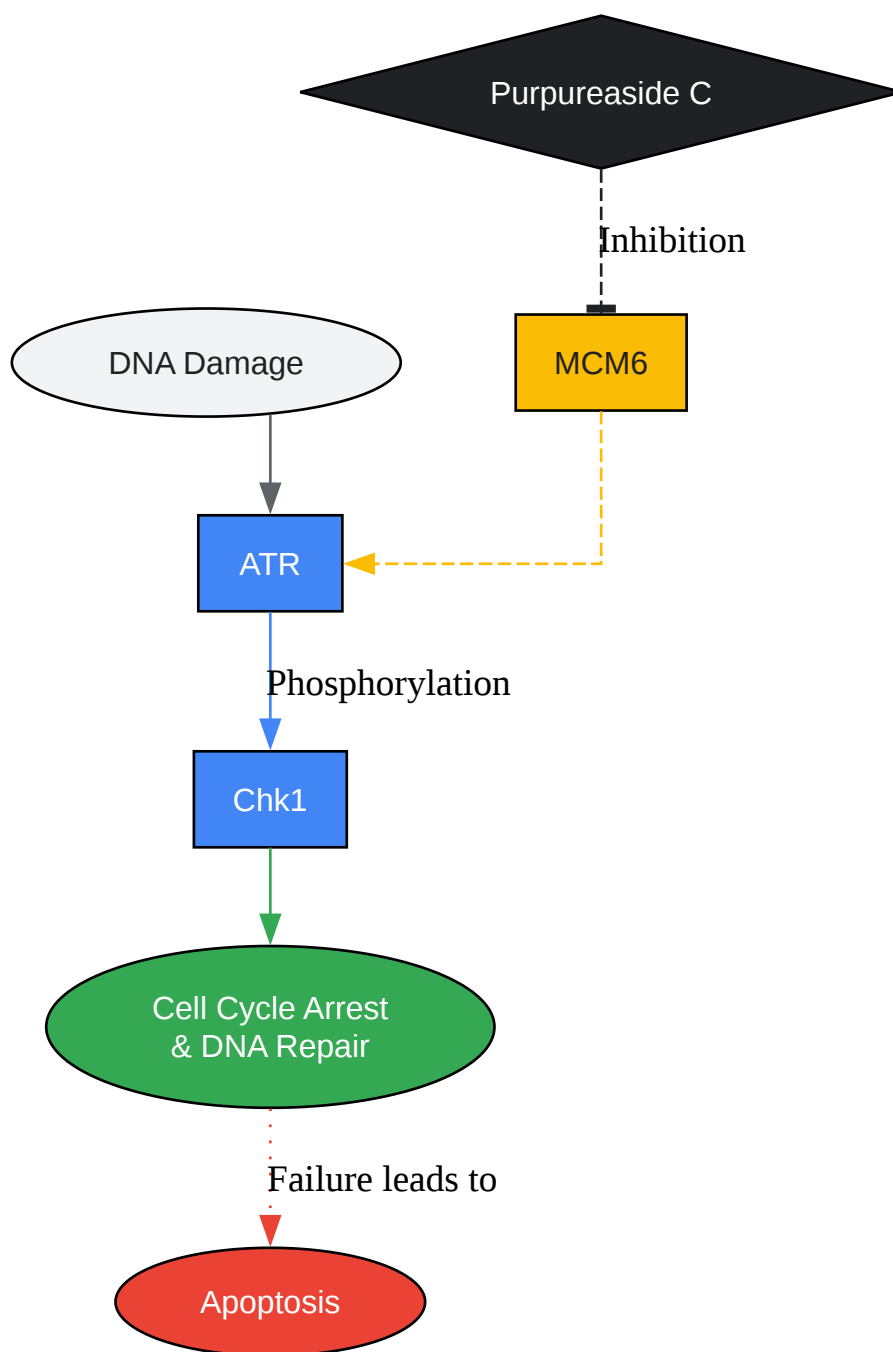 Purpureaside C
Inhibition
DNA Damage
MCM6
ATR
Phosphorylation
Chk1
Cell Cycle Arrest
& DNA Repair
Failure leads to
Apoptosis